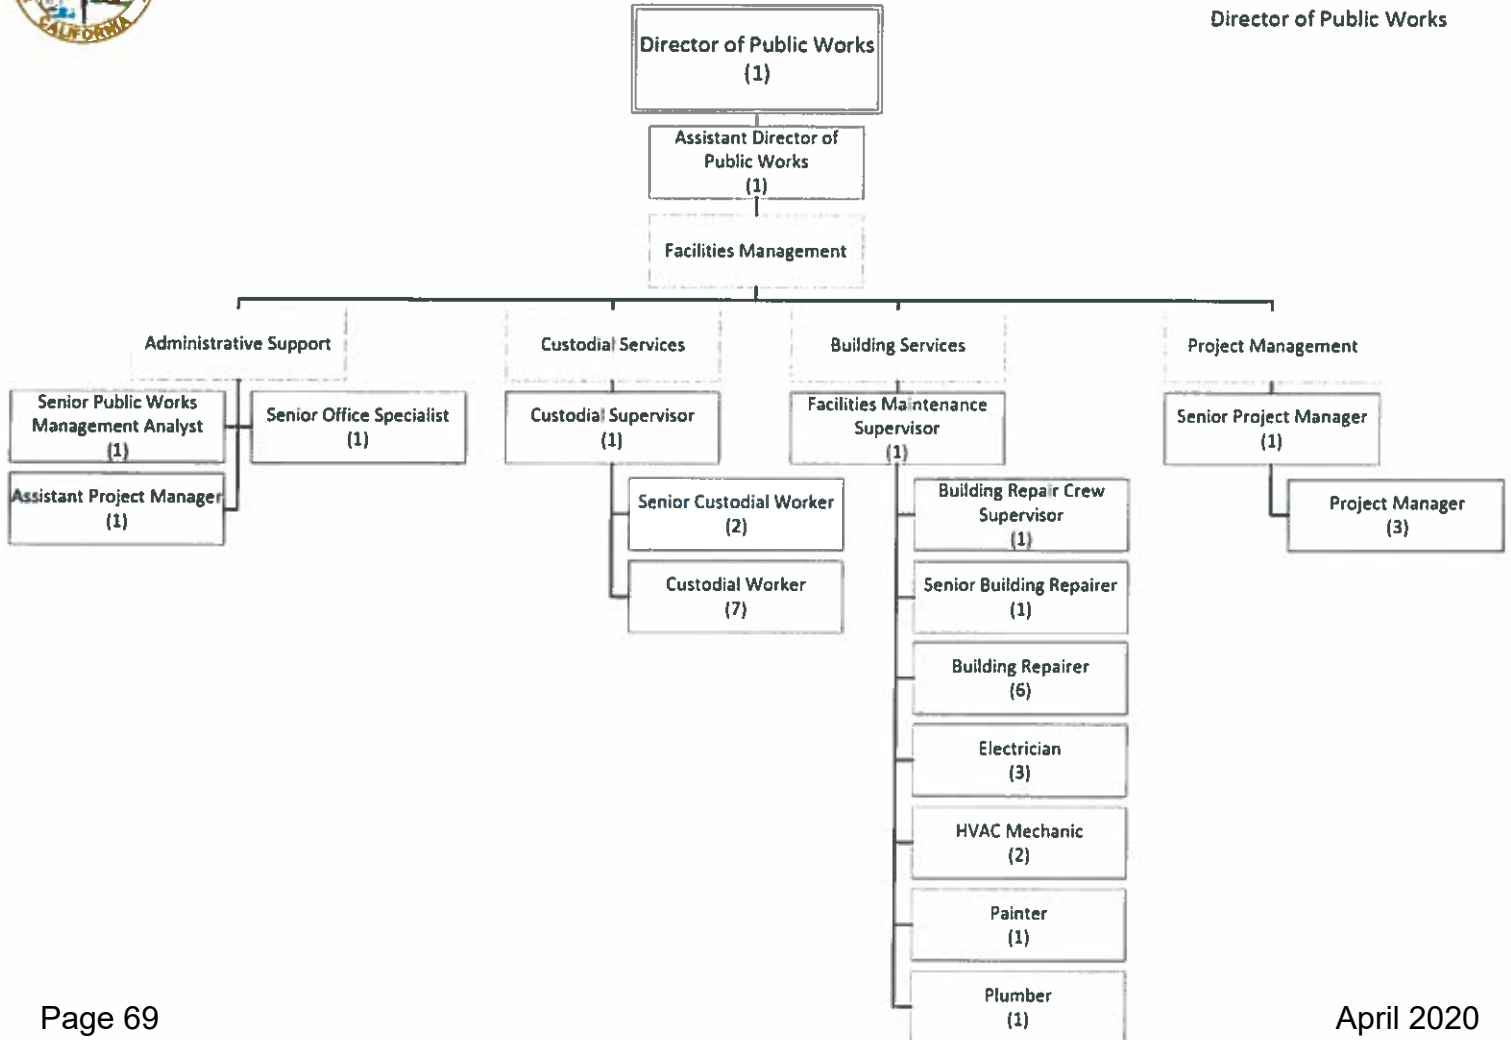 CALIFORNIA
Director of Public Works
Director of Public Works
(1)
Assistant Director of
Public Works
(1)
Facilities Management
Administrative Support
Custodial Services
Building Services
Project Management
Senior Public Works
Management Analyst
(1)
Senior Office Specialist
(1)
Custodial Supervisor
(1)
Facilities Maintenance
Supervisor
(1)
Senior Project Manager
(1)
Assistant Project Manager
(1)
Senior Custodial Worker
(2)
Building Repair Crew
Supervisor
(1)
Project Manager
(3)
Custodial Worker
(7)
Senior Building Repairer
(1)
Building Repairer
(6)
Electrician
(3)
HVAC Mechanic
(2)
Painter
(1)
Plumber
(1)
Page 69
April 2020